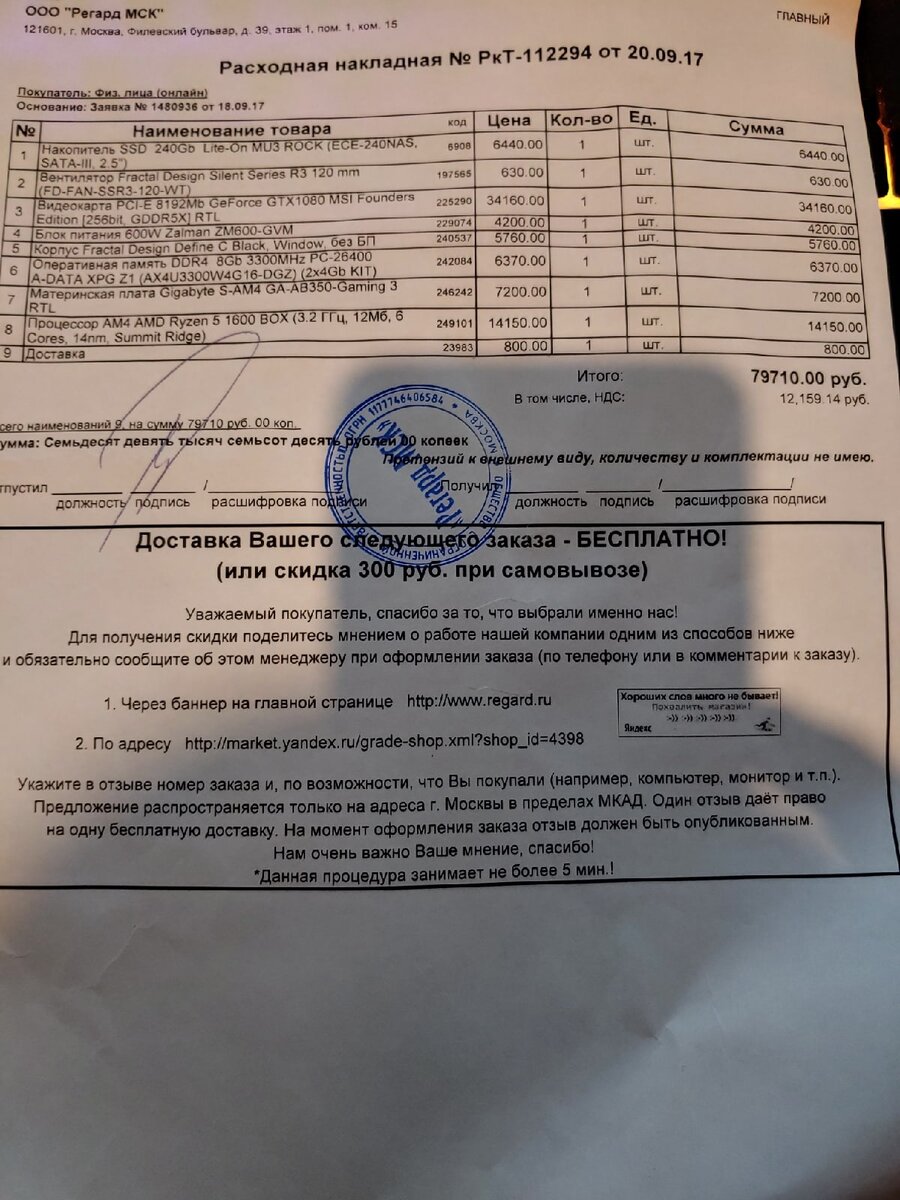 ООО "Регард МСК"
ГЛАВНЫЙ
121601, г. Москва, Филевский бульвар, д. 39, этаж 1, пом. 1, ком. 15
Расходная накладная № РкТ-112294 от 20.09.17
Покупатель: Физ. лица (онлайн)
Основание: Заявка № 1480936 от 18.09.17
№ Наименование товара код Цена Кол-во Ед. Сумма
1 Накопитель SSD 240Gb Lite-On MU3 ROCK (ECE-240NAS, 6908 6440.00 1 шт. 6440.00
SATA-III, 2.5")
2 Вентилятор Fractal Design Silent Series R3 120 mm 197565 630.00 1 шт. 630.00
(FD-FAN-SSR3-120-WT)
3 Видеокарта PCI-E 8192Mb GeForce GTX1080 MSI Founders 225290 34160.00 1 шт. 34160.00
Edition [256bit, GDDR5X] RTL
4 Блок питания 600W Zalman ZM600-GVM 229074 4200.00 1 шт. 4200.00
5 Корпус Fractal Design Define C Black, Window, без БП 240537 5760.00 1 шт. 5760.00
6 Оперативная память DDR4 8Gb 3300MHz PC-26400 242084 6370.00 1 шт. 6370.00
A-DATA XPG Z1 (AX4U3300W4G16-DGZ) (2x4Gb KIT)
7 Материнская плата Gigabyte S-AM4 GA-AB350-Gaming 3 246242 7200.00 1 шт. 7200.00
RTL
8 Процессор AM4 AMD Ryzen 5 1600 BOX (3.2 ГГц, 12Мб, 6 249101 14150.00 1 шт. 14150.00
Cores, 14nm, Summit Ridge)
9 Доставка 23983 800.00 1 шт. 800.00
Итого: 79710.00 руб.
В том числе, НДС: 12,159.14 руб.
сего наименований 9, на сумму 79710 руб. 00 коп.
умма: Семьдесят девять тысяч семьсот десять рублей 00 копеек
Претензий к внешнему виду, количеству и комплектации не имею.
тпустил / Получил /
должность подпись расшифровка подписи должность подпись расшифровка подписи
ОГРН 1177746406584 * МОСКВА * ОБЩЕСТВО С ОГРАНИЧЕННОЙ ОТВЕТСТВЕННОСТЬЮ
"Регард МСК"
Доставка Вашего следующего заказа - БЕСПЛАТНО!
(или скидка 300 руб. при самовывозе)
Уважаемый покупатель, спасибо за то, что выбрали именно нас!
Для получения скидки поделитесь мнением о работе нашей компании одним из способов ниже
и обязательно сообщите об этом менеджеру при оформлении заказа (по телефону или в комментарии к заказу).
1. Через баннер на главной странице http://www.regard.ru
Хороших слов много не бывает!
Похвалить магазин!
:-)) :-)) :-)) :-)) :-))
Яндекс
2. По адресу http://market.yandex.ru/grade-shop.xml?shop_id=4398
Укажите в отзыве номер заказа и, по возможности, что Вы покупали (например, компьютер, монитор и т.п.).
Предложение распространяется только на адреса г. Москвы в пределах МКАД. Один отзыв даёт право
на одну бесплатную доставку. На момент оформления заказа отзыв должен быть опубликованным.
Нам очень важно Ваше мнение, спасибо!
*Данная процедура занимает не более 5 мин.!